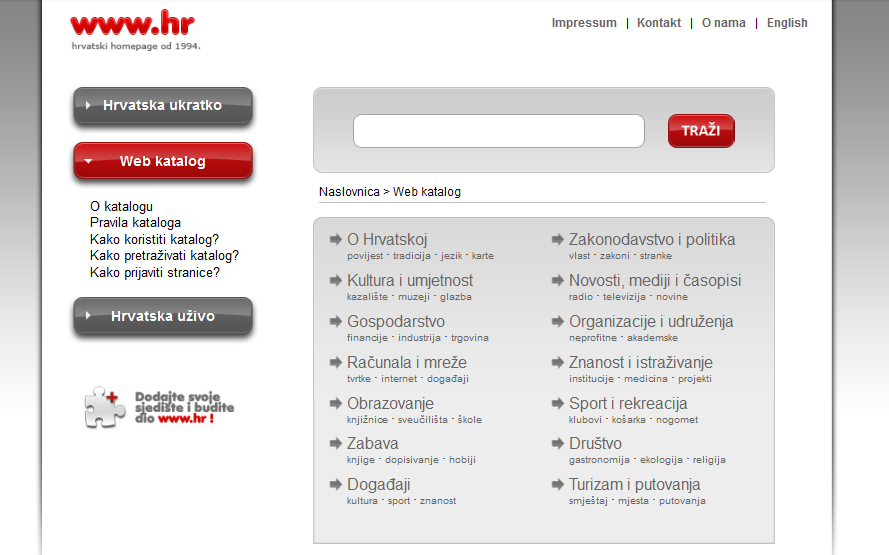 www.hr
hrvatski homepage od 1994.
Impressum | Kontakt | O nama | English
Hrvatska ukratko
Web katalog
O katalogu
Pravila kataloga
Kako koristiti katalog?
Kako pretraživati katalog?
Kako prijaviti stranice?
Hrvatska uživo
Dodajte svoje
sjedište i budite
dio www.hr !
TRAŽI
Naslovnica > Web katalog
O Hrvatskoj
povijest · tradicija · jezik · karte
Kultura i umjetnost
kazalište · muzeji · glazba
Gospodarstvo
financije · industrija · trgovina
Računala i mreže
tvrtke · internet · događaji
Obrazovanje
knjižnice · sveučilišta · škole
Zabava
knjige · dopisivanje · hobiji
Događaji
kultura · sport · znanost
Zakonodavstvo i politika
vlast · zakoni · stranke
Novosti, mediji i časopisi
radio · televizija · novine
Organizacije i udruženja
neprofitne · akademske
Znanost i istraživanje
institucije · medicina · projekti
Sport i rekreacija
klubovi · košarka · nogomet
Društvo
gastronomija · ekologija · religija
Turizam i putovanja
smještaj · mjesta · putovanja